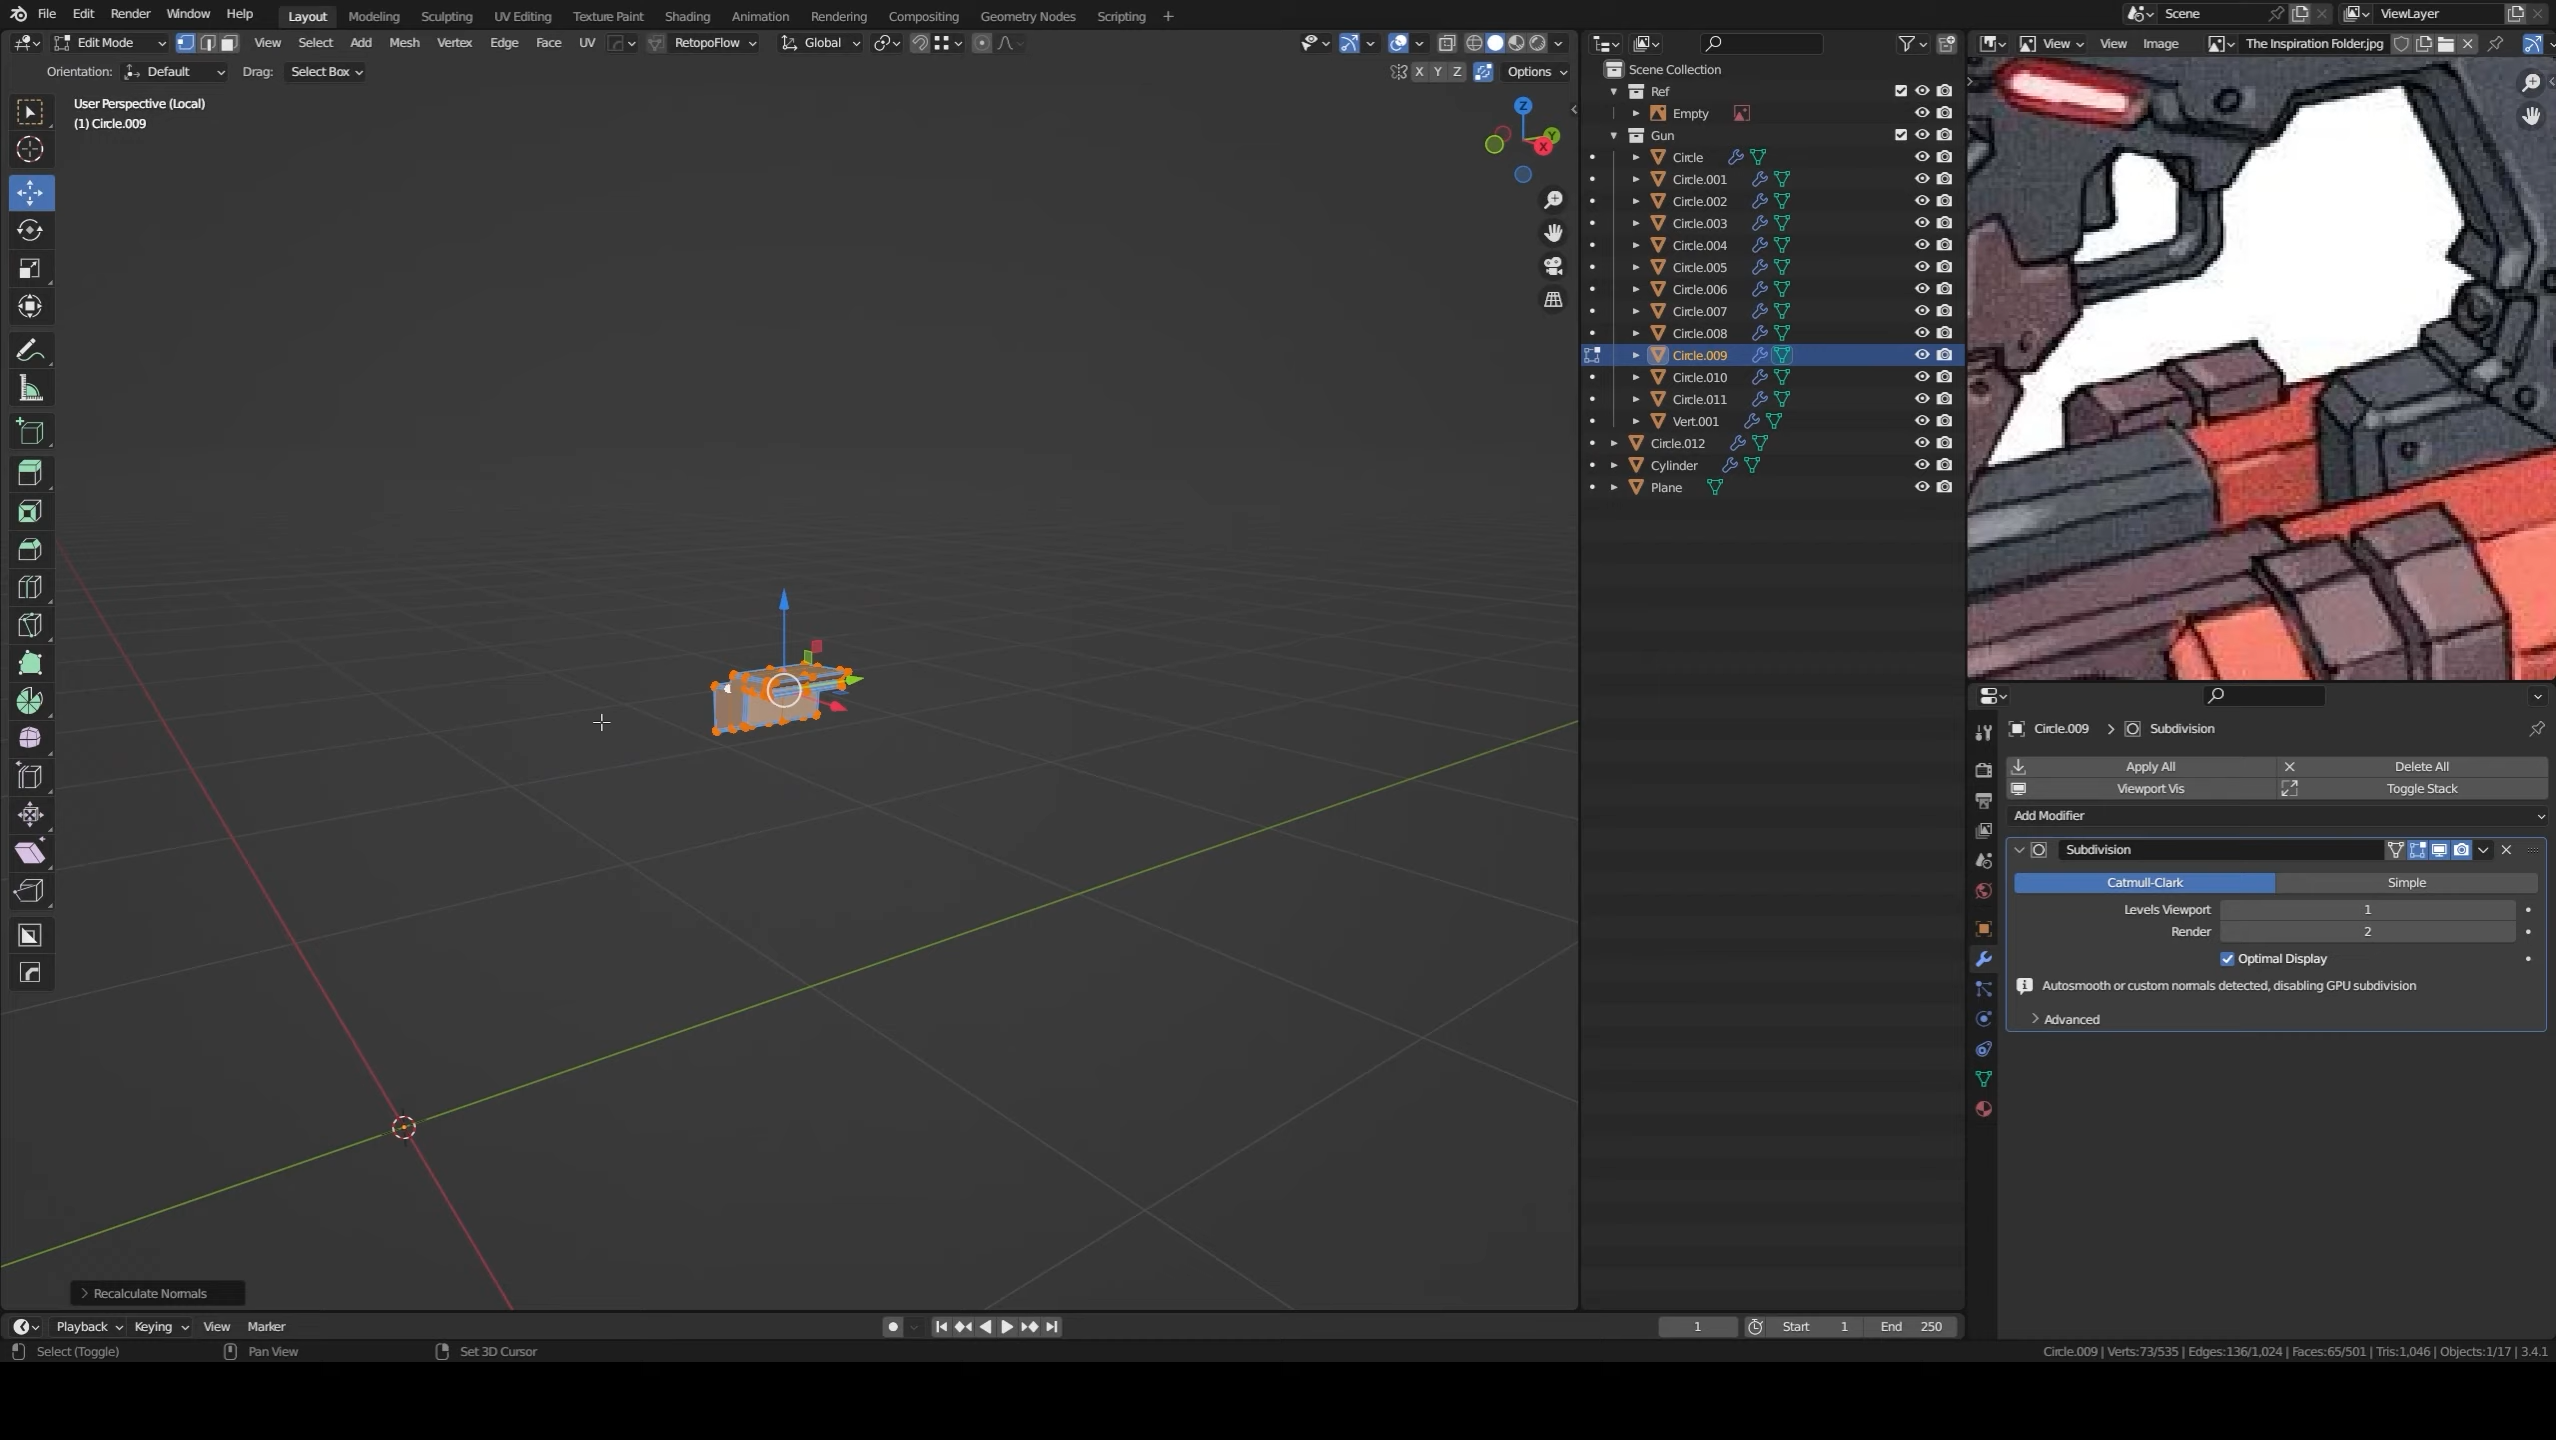 File Edit Render Window Help Layout Modeling Sculpting UV Editing Texture Paint Shading Animation Rendering Compositing Geometry Nodes Scripting + Scene ViewLayer
Edit Mode View Select Add Mesh Vertex Edge Face UV RetopoFlow Global View View Image The Inspiration Folder.jpg
Orientation: Default Drag: Select Box X Y Z Options
User Perspective (Local)
(1) Circle.009
Z
Y
X
Scene Collection
Ref
Empty
Gun
Circle
Circle.001
Circle.002
Circle.003
Circle.004
Circle.005
Circle.006
Circle.007
Circle.008
Circle.009
Circle.010
Circle.011
Vert.001
Circle.012
Cylinder
Plane
Circle.009 > Subdivision
Apply All Delete All
Viewport Vis Toggle Stack
Add Modifier
Subdivision
Catmull-Clark Simple
Levels Viewport 1
Render 2
Optimal Display
Autosmooth or custom normals detected, disabling GPU subdivision
Advanced
Recalculate Normals
Playback Keying View Marker 1 Start 1 End 250
Select (Toggle) Pan View Set 3D Cursor Circle.009 | Verts:73/535 | Edges:136/1,024 | Faces:65/501 | Tris:1,046 | Objects:1/17 | 3.4.1